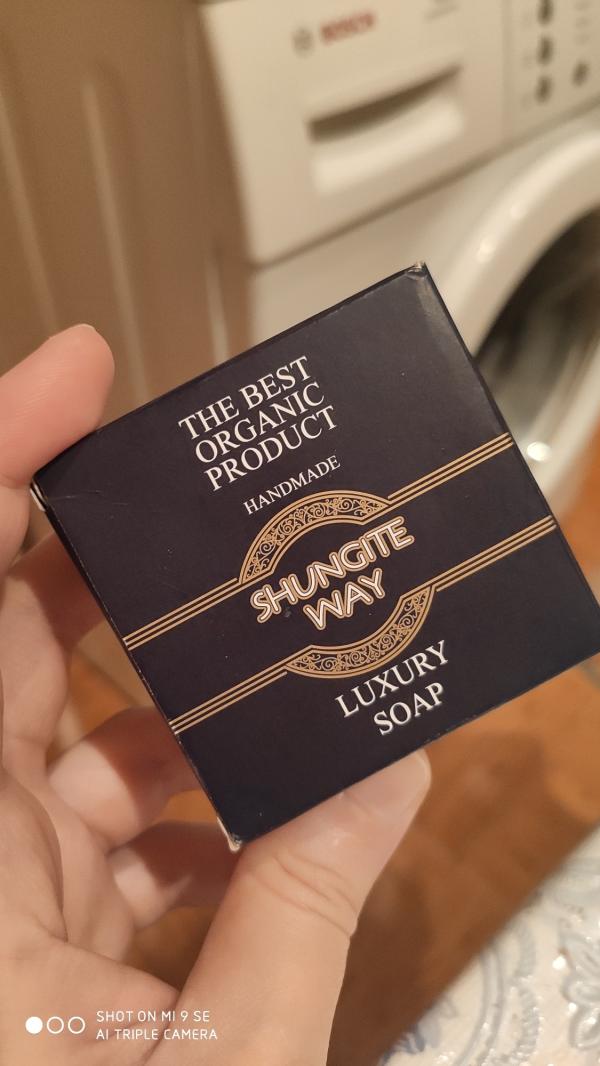 BOSCH
THE BEST
ORGANIC
PRODUCT
HANDMADE
SHUNGITE
WAY
LUXURY
SOAP
SHOT ON MI 9 SE
AI TRIPLE CAMERA